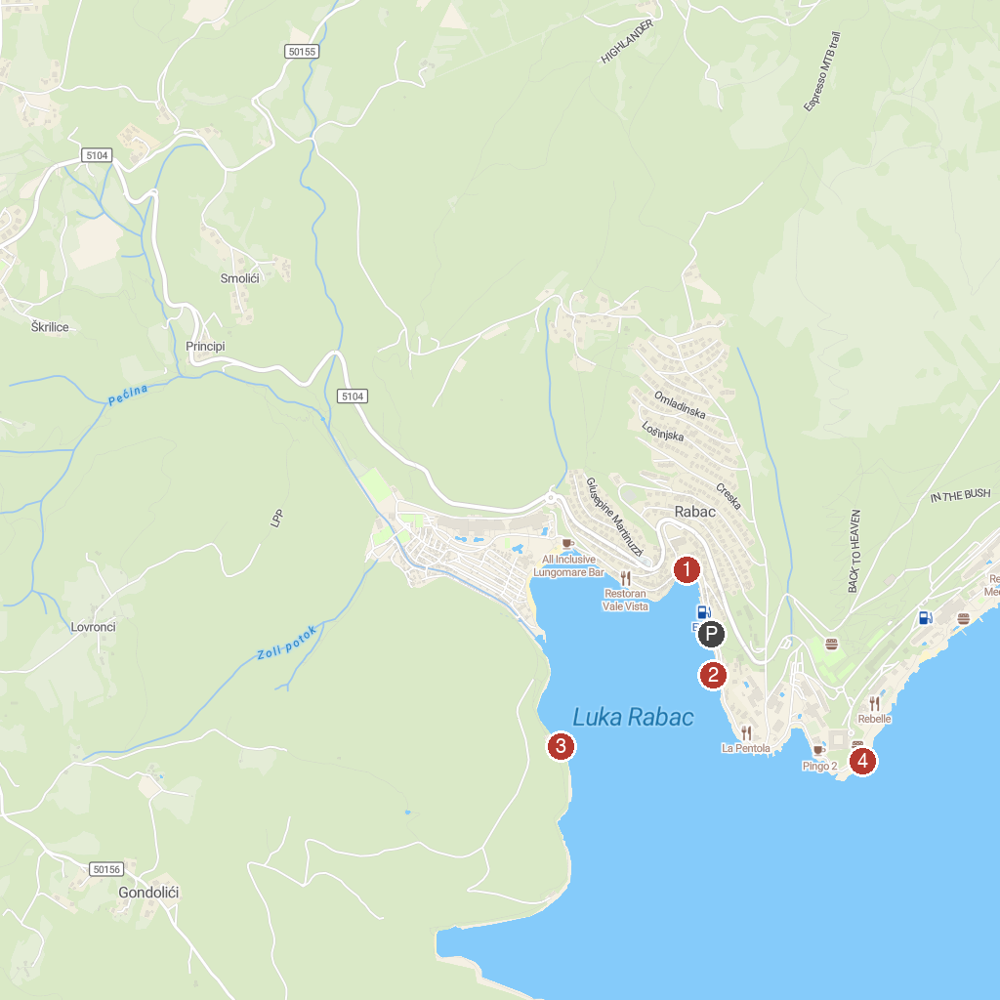 HIGHLANDER
50155
Espresso MTB trail
5104
Smolići
Škrilice
Principi
Pećina
5104
Omladinska
Lošinjska
Creska
Giusepine Martinuzzi
Rabac
IN THE BUSH
BACK TO HEAVEN
LPP
All Inclusive
Lungomare Bar
1
Restoran
Vale Vista
P
Lovronci
Zoli potok
2
Luka Rabac
Rebelle
3
La Pentola
4
Pingo 2
50156
Gondolići